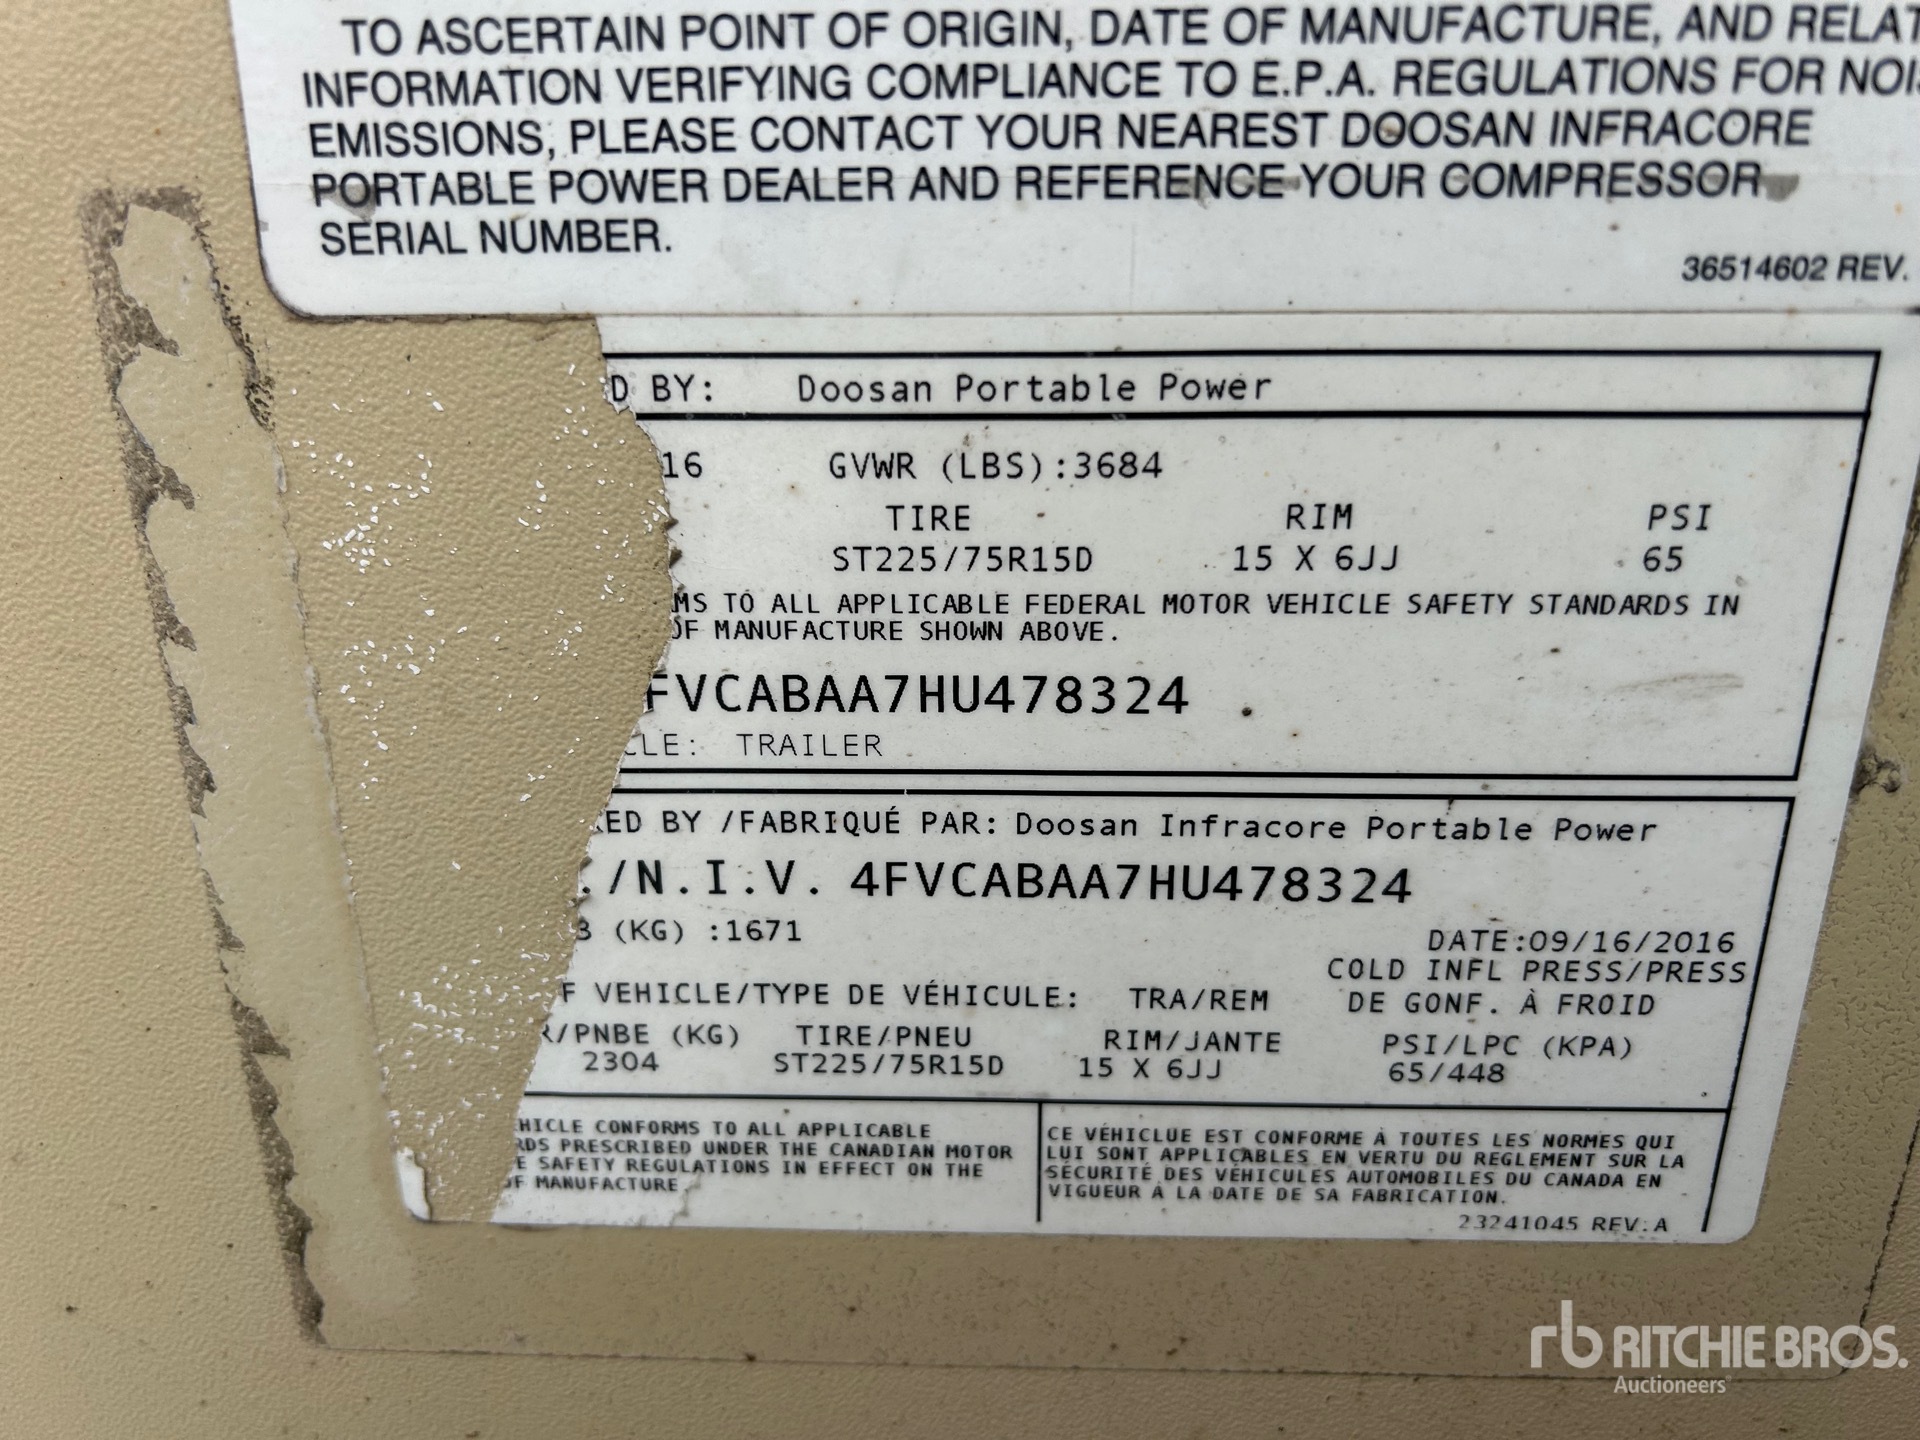 TO ASCERTAIN POINT OF ORIGIN, DATE OF MANUFACTURE, AND RELAT
INFORMATION VERIFYING COMPLIANCE TO E.P.A. REGULATIONS FOR NOIS
EMISSIONS, PLEASE CONTACT YOUR NEAREST DOOSAN INFRACORE
PORTABLE POWER DEALER AND REFERENCE YOUR COMPRESSOR
SERIAL NUMBER.
36514602 REV.
D BY: Doosan Portable Power
16 GVWR (LBS):3684
TIRE RIM PSI
ST225/75R15D 15 X 6JJ 65
MS TO ALL APPLICABLE FEDERAL MOTOR VEHICLE SAFETY STANDARDS IN
OF MANUFACTURE SHOWN ABOVE.
FVCABAA7HU478324
CLE: TRAILER
KED BY /FABRIQUÉ PAR: Doosan Infracore Portable Power
./N.I.V. 4FVCABAA7HU478324
B (KG) :1671
DATE:09/16/2016
COLD INFL PRESS/PRESS
F VEHICLE/TYPE DE VÉHICULE: TRA/REM DE GONF. À FROID
R/PNBE (KG) TIRE/PNEU RIM/JANTE PSI/LPC (KPA)
2304 ST225/75R15D 15 X 6JJ 65/448
HICLE CONFORMS TO ALL APPLICABLE
RDS PRESCRIBED UNDER THE CANADIAN MOTOR
E SAFETY REGULATIONS IN EFFECT ON THE
OF MANUFACTURE
CE VÉHICLUE EST CONFORME À TOUTES LES NORMES QUI
LUI SONT APPLICABLES EN VERTU DU RÈGLEMENT SUR LA
SÉCURITÉ DES VÉHICULES AUTOMOBILES DU CANADA EN
VIGUEUR À LA DATE DE SA FABRICATION.
23241045 REV.A
rb RITCHIE BROS.
Auctioneers